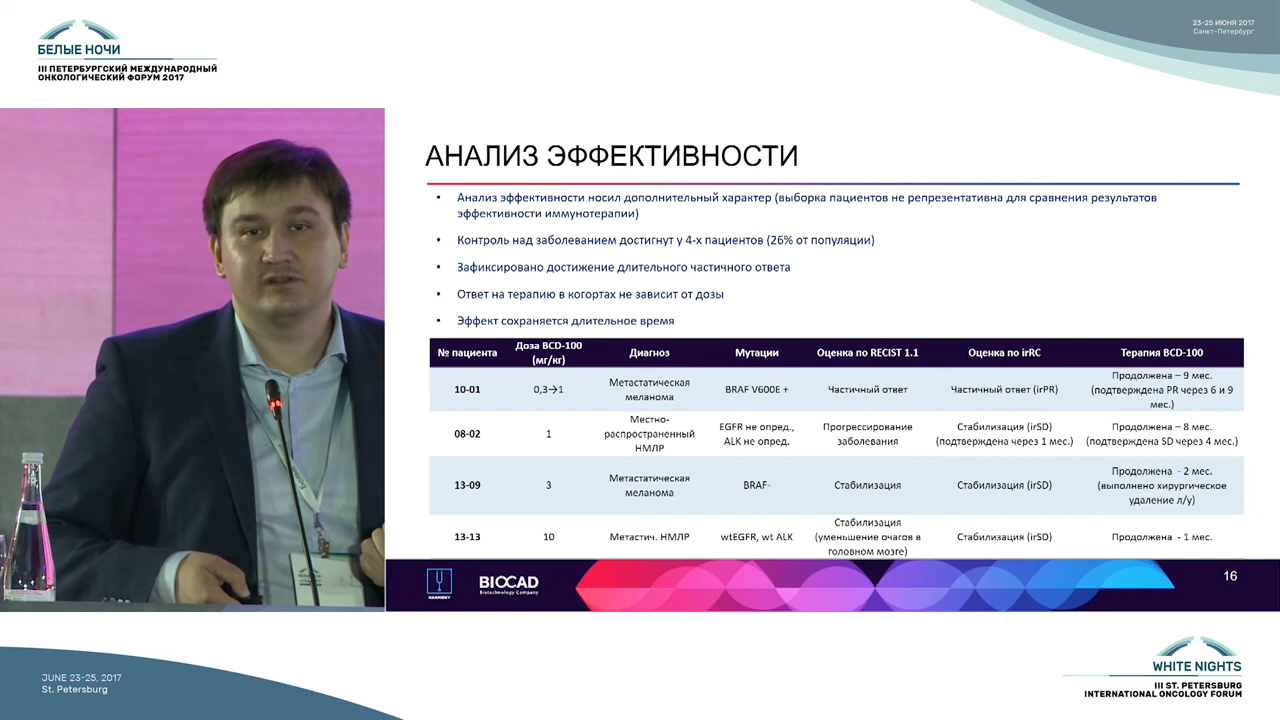 БЕЛЫЕ НОЧИ
III ПЕТЕРБУРГСКИЙ МЕЖДУНАРОДНЫЙ
ОНКОЛОГИЧЕСКИЙ ФОРУМ 2017
23-25 ИЮНЯ 2017
Санкт-Петербург
АНАЛИЗ ЭФФЕКТИВНОСТИ
• Анализ эффективности носил дополнительный характер (выборка пациентов не репрезентативна для сравнения результатов
эффективности иммунотерапии)
• Контроль над заболеванием достигнут у 4-х пациентов (26% от популяции)
• Зафиксировано достижение длительного частичного ответа
• Ответ на терапию в когортах не зависит от дозы
• Эффект сохраняется длительное время
№ пациента Доза BCD-100 (мг/кг) Диагноз Мутации Оценка по RECIST 1.1 Оценка по irRC Терапия BCD-100
10-01 0,3→1 Метастатическая меланома BRAF V600E + Частичный ответ Частичный ответ (irPR) Продолжена – 9 мес. (подтверждена PR через 6 и 9 мес.)
08-02 1 Местно-распространенный НМЛР EGFR не опред., ALK не опред. Прогрессирование заболевания Стабилизация (irSD) (подтверждена через 1 мес.) Продолжена – 8 мес. (подтверждена SD через 4 мес.)
13-09 3 Метастатическая меланома BRAF- Стабилизация Стабилизация (irSD) Продолжена - 2 мес. (выполнено хирургическое удаление л/у)
13-13 10 Метастич. НМЛР wtEGFR, wt ALK Стабилизация (уменьшение очагов в головном мозге) Стабилизация (irSD) Продолжена - 1 мес.
HARMONY
BIOCAD
Biotechnology Company
16
JUNE 23-25, 2017
St. Petersburg
WHITE NIGHTS
III ST. PETERSBURG
INTERNATIONAL ONCOLOGY FORUM